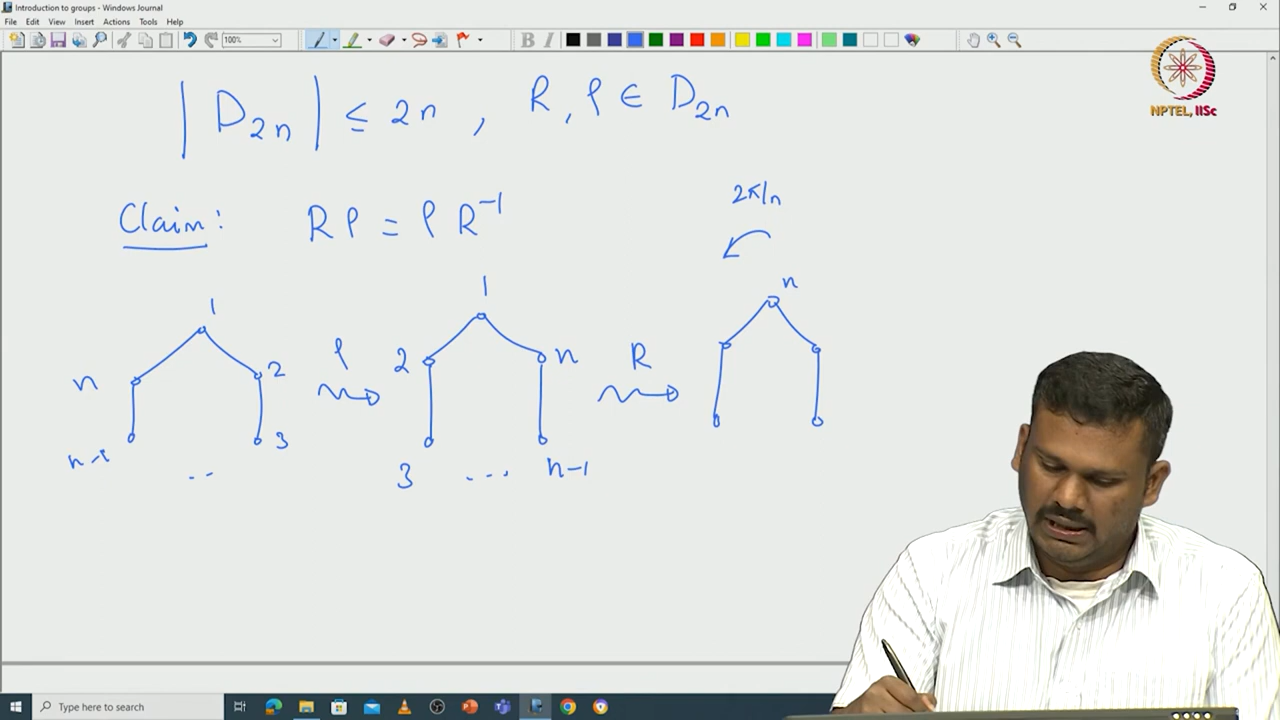 Introduction to groups - Windows Journal
File Edit View Insert Actions Tools Help
100%
B I
NPTEL, IISc
|D₂ₙ| ≤ 2n , R, ρ ∈ D₂ₙ
Claim: Rρ = ρR⁻¹
2π/n
1 1 n
n 2 ρ 2 n R
n-1 3 3 n-1
.. ...
Type here to search